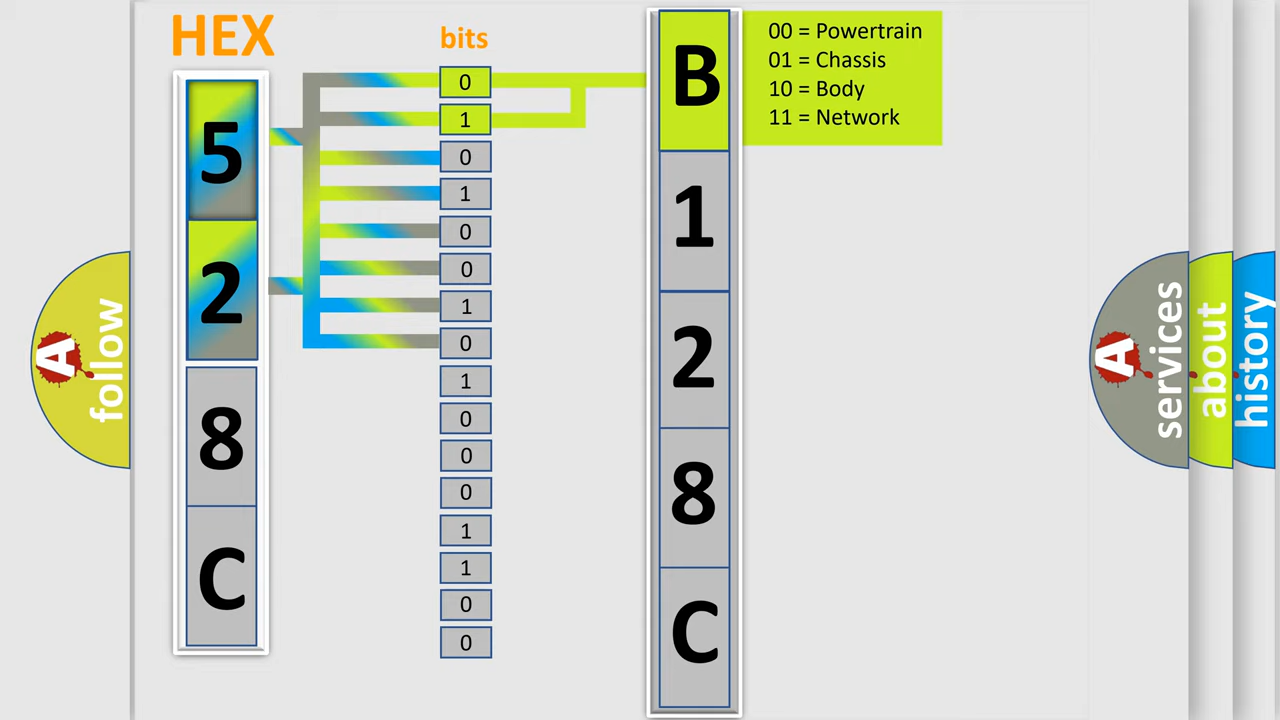 HEX
5
2
8
C
bits
0
1
0
1
0
0
1
0
1
0
0
0
1
1
0
0
B
1
2
8
C
00 = Powertrain
01 = Chassis
10 = Body
11 = Network
A follow
A services
about
history